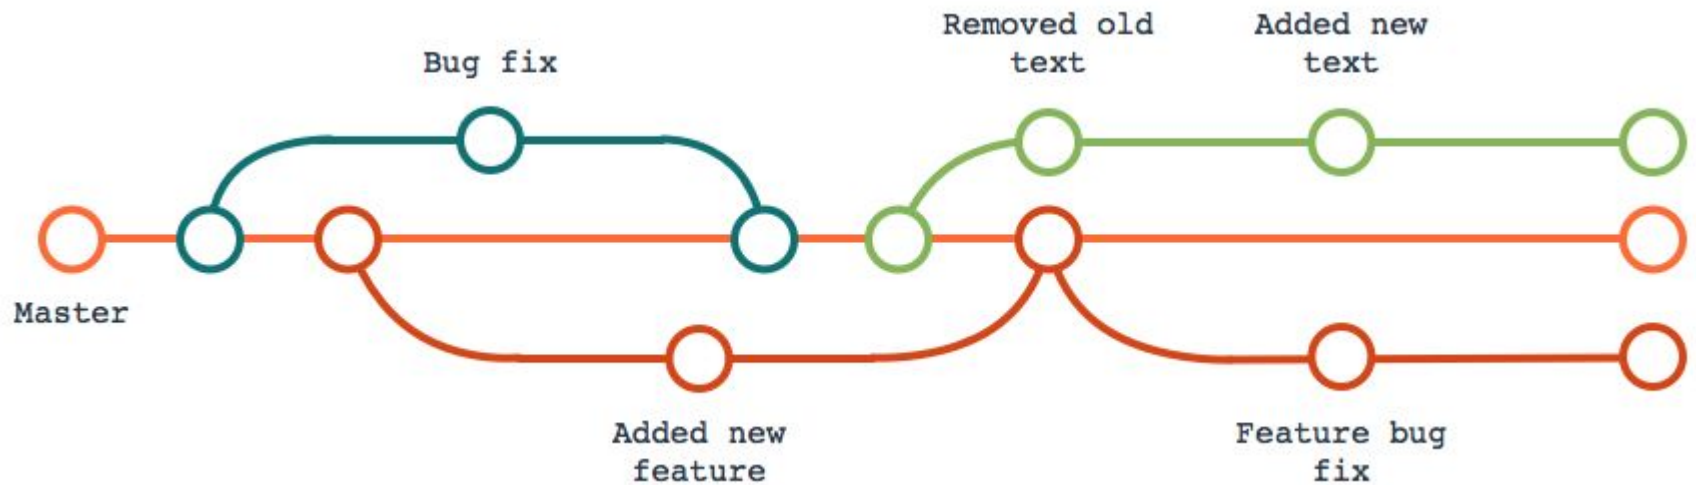 Removed old
text
Added new
text
Bug fix
Master
Added new
feature
Feature bug
fix